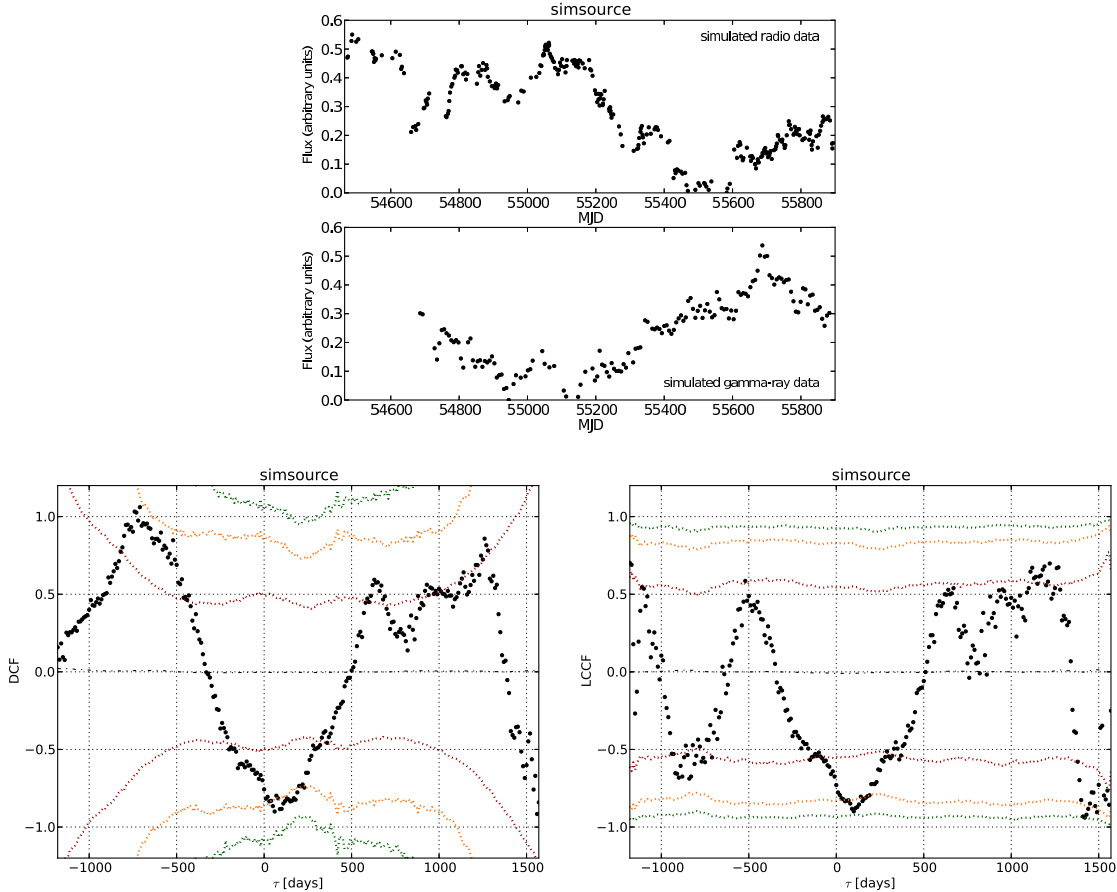 simsource
simulated radio data
Flux (arbitrary units)
0.6
0.5
0.4
0.3
0.2
0.1
0.0
54600 54800 55000 55200 55400 55600 55800
MJD
simulated gamma-ray data
Flux (arbitrary units)
0.6
0.5
0.4
0.3
0.2
0.1
0.0
54600 54800 55000 55200 55400 55600 55800
MJD
simsource
DCF
1.0
0.5
0.0
−0.5
−1.0
−1000 −500 0 500 1000 1500
τ [days]
simsource
LCCF
1.0
0.5
0.0
−0.5
−1.0
−1000 −500 0 500 1000 1500
τ [days]